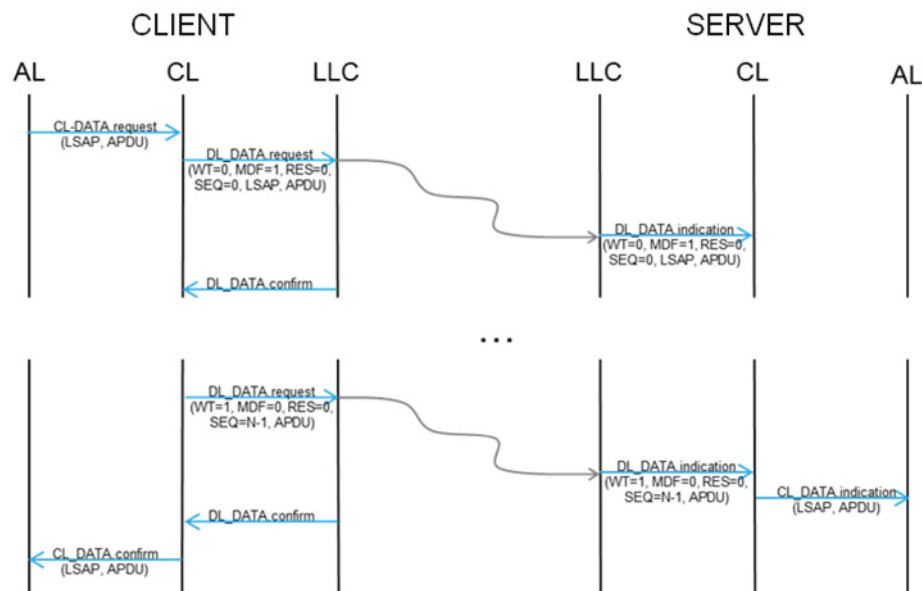 CLIENT
SERVER
AL
CL
LLC
LLC
CL
AL
CL-DATA.request
(LSAP, APDU)
DL_DATA.request
(WT=0, MDF=1, RES=0,
SEQ=0, LSAP, APDU)
DL_DATA.indication
(WT=0, MDF=1, RES=0,
SEQ=0, LSAP, APDU)
DL_DATA.confirm
...
DL_DATA.request
(WT=1, MDF=0, RES=0,
SEQ=N-1, APDU)
DL_DATA.indication
(WT=1, MDF=0, RES=0,
SEQ=N-1, APDU)
CL_DATA.indication
(LSAP, APDU)
DL_DATA.confirm
CL_DATA.confirm
(LSAP, APDU)